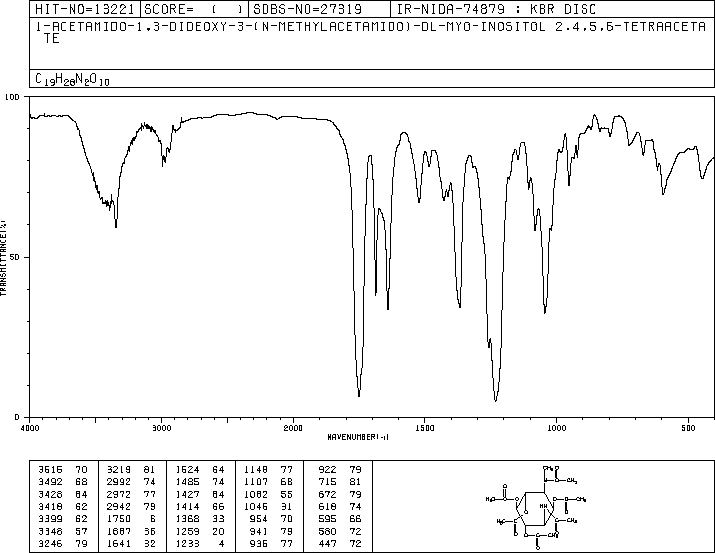 HIT-NO=13221 SCORE= ( ) SDBS-NO=27319 IR-NIDA-74879 : KBR DISC
1-ACETAMIDO-1,3-DIDEOXY-3-(N-METHYLACETAMIDO)-DL-MYO-INOSITOL 2,4,5,6-TETRAACETA
TE
C19H28N2O10
100
50
0
TRANSMITTANCE(%)
4000 3000 2000 1500 1000 500
WAVENUMBER(-1)
3515 70 3219 81 1524 64 1148 77 922 79
3492 68 2992 74 1485 74 1107 68 715 81
3428 64 2972 77 1427 64 1082 55 672 79
3418 62 2942 79 1414 66 1045 31 618 74
3399 62 1750 6 1368 33 954 70 595 66
3348 57 1687 36 1259 20 941 79 580 72
3246 79 1641 32 1233 4 936 77 447 72